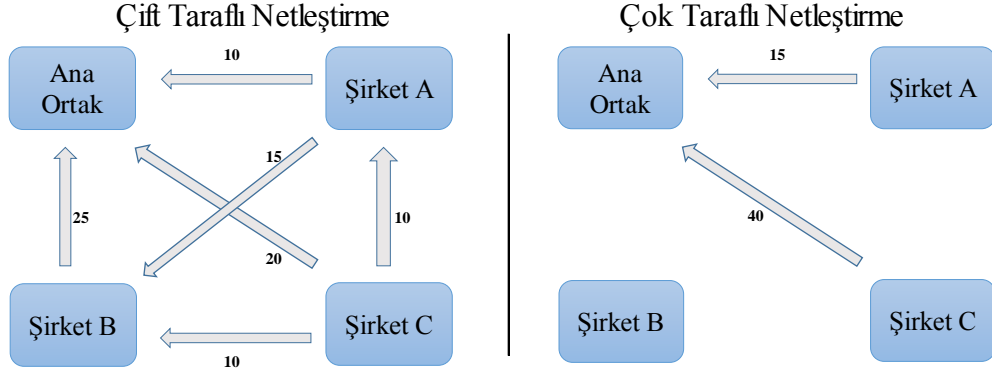 Çift Taraflı Netleştirme
10
Ana
Ortak
Şirket A
15
25
10
20
Şirket B
Şirket C
10
Çok Taraflı Netleştirme
15
Ana
Ortak
Şirket A
40
Şirket B
Şirket C